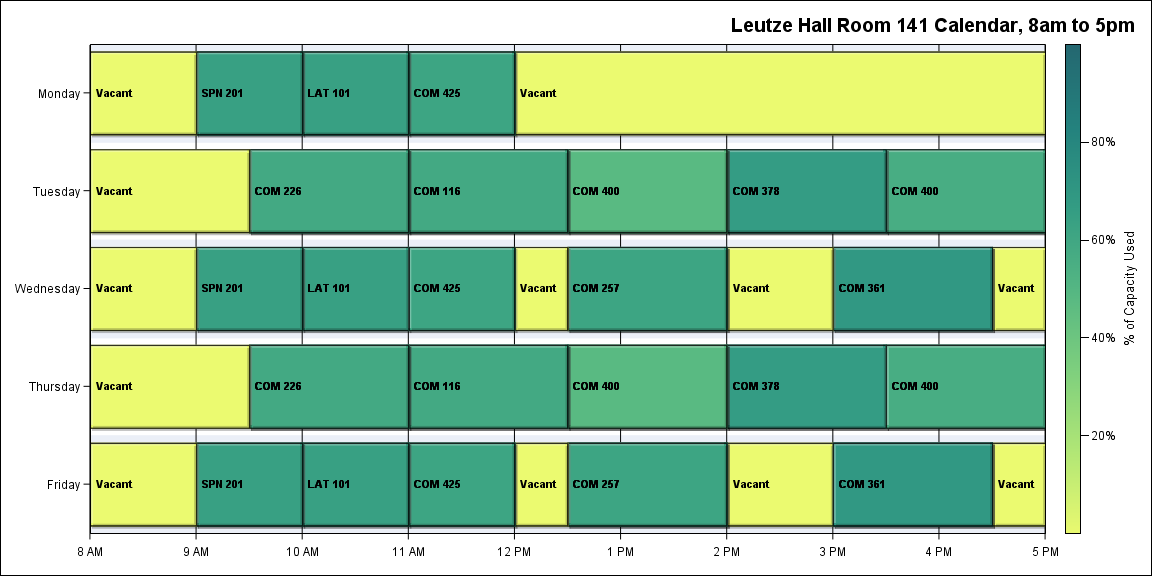 Leutze Hall Room 141 Calendar, 8am to 5pm
Monday
Vacant
SPN 201
LAT 101
COM 425
Vacant
Tuesday
Vacant
COM 226
COM 116
COM 400
COM 378
COM 400
Wednesday
Vacant
SPN 201
LAT 101
COM 425
Vacant
COM 257
Vacant
COM 361
Vacant
Thursday
Vacant
COM 226
COM 116
COM 400
COM 378
COM 400
Friday
Vacant
SPN 201
LAT 101
COM 425
Vacant
COM 257
Vacant
COM 361
Vacant
8 AM
9 AM
10 AM
11 AM
12 PM
1 PM
2 PM
3 PM
4 PM
5 PM
80%
60%
40%
20%
% of Capacity Used